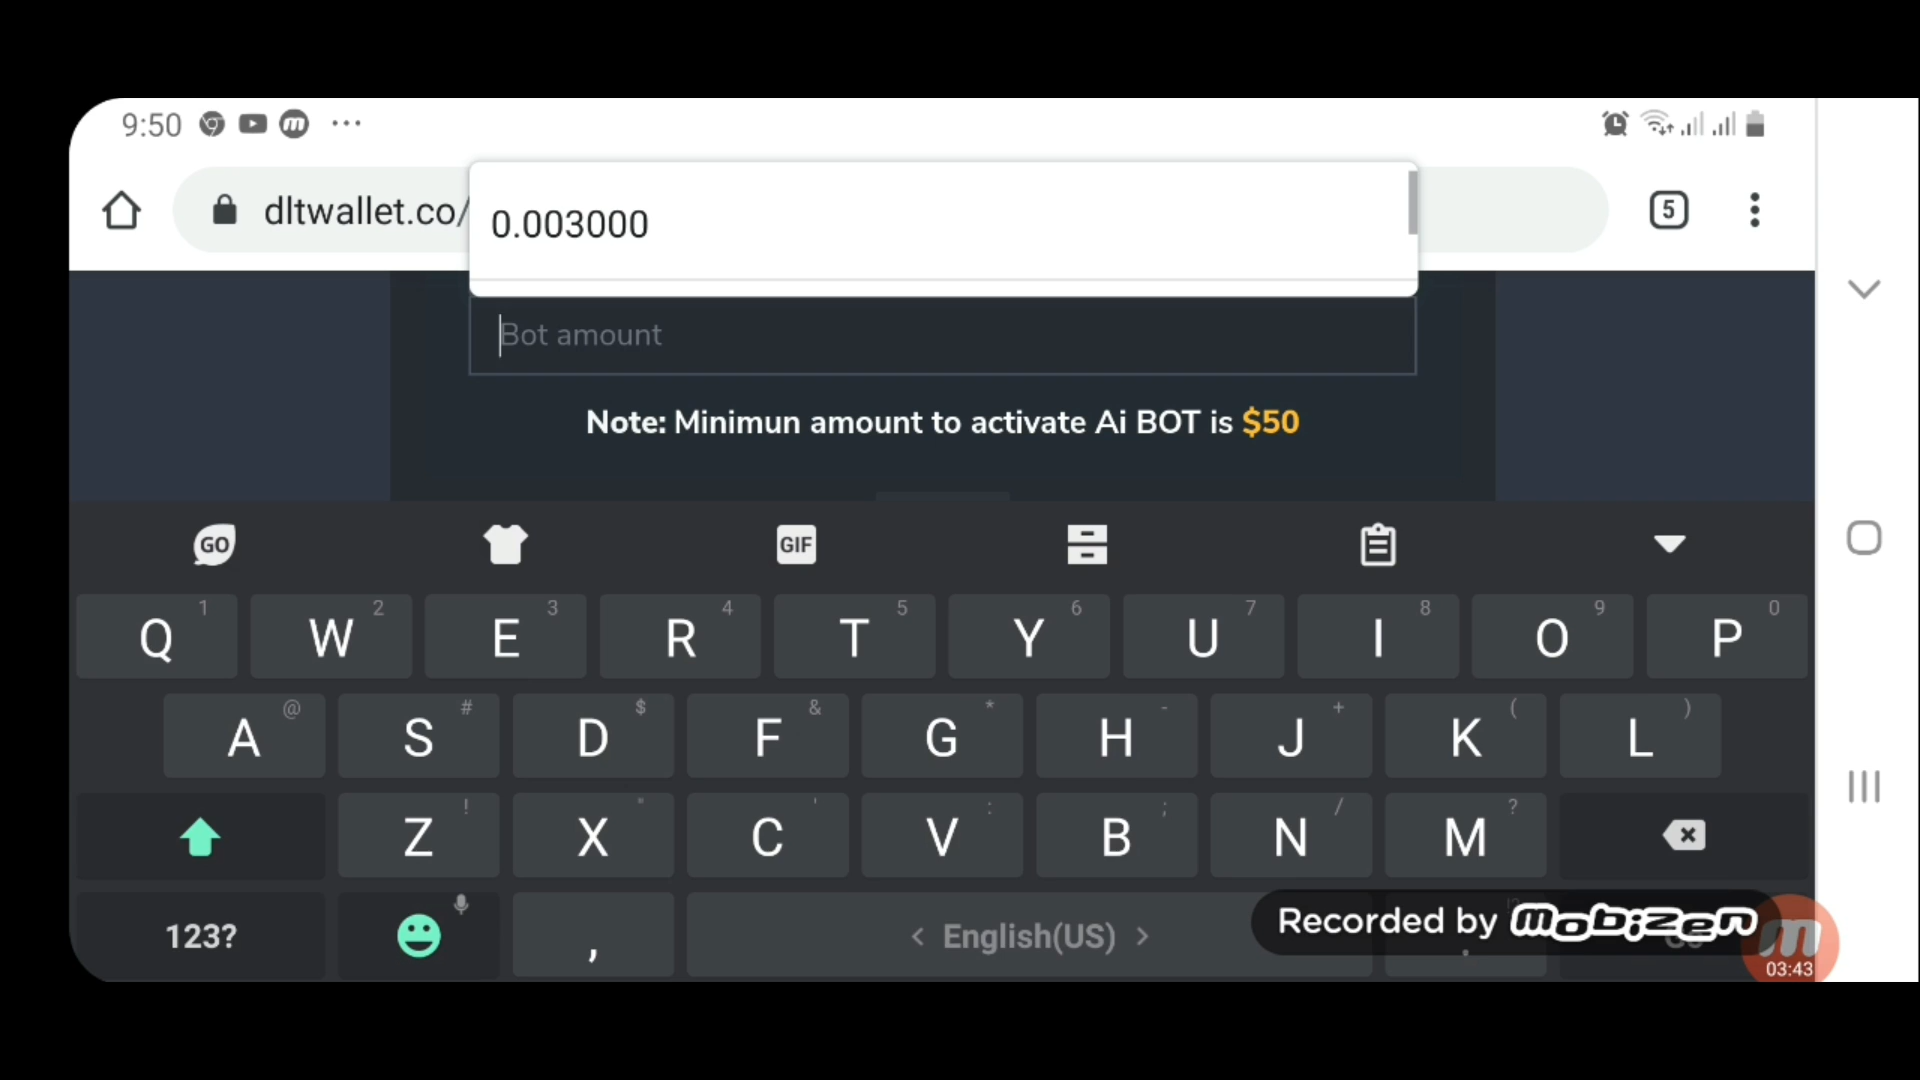 9:50
dltwallet.co/
5
0.003000
Bot amount
Note: Minimun amount to activate Ai BOT is $50
GO
GIF
1 2 3 4 5 6 7 8 9 0
Q W E R T Y U I O P
@ # $ & * - + ( )
A S D F G H J K L
! " ' : ; / ?
Z X C V B N M
123? , < English(US) > .
Recorded by mobizen
03:43